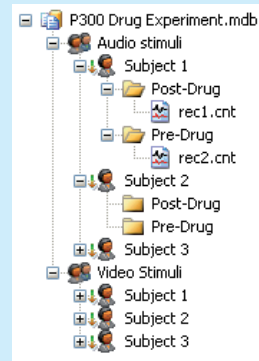 P300 Drug Experiment.mdb
Audio stimuli
Subject 1
Post-Drug
rec1.cnt
Pre-Drug
rec2.cnt
Subject 2
Post-Drug
Pre-Drug
Subject 3
Video Stimuli
Subject 1
Subject 2
Subject 3